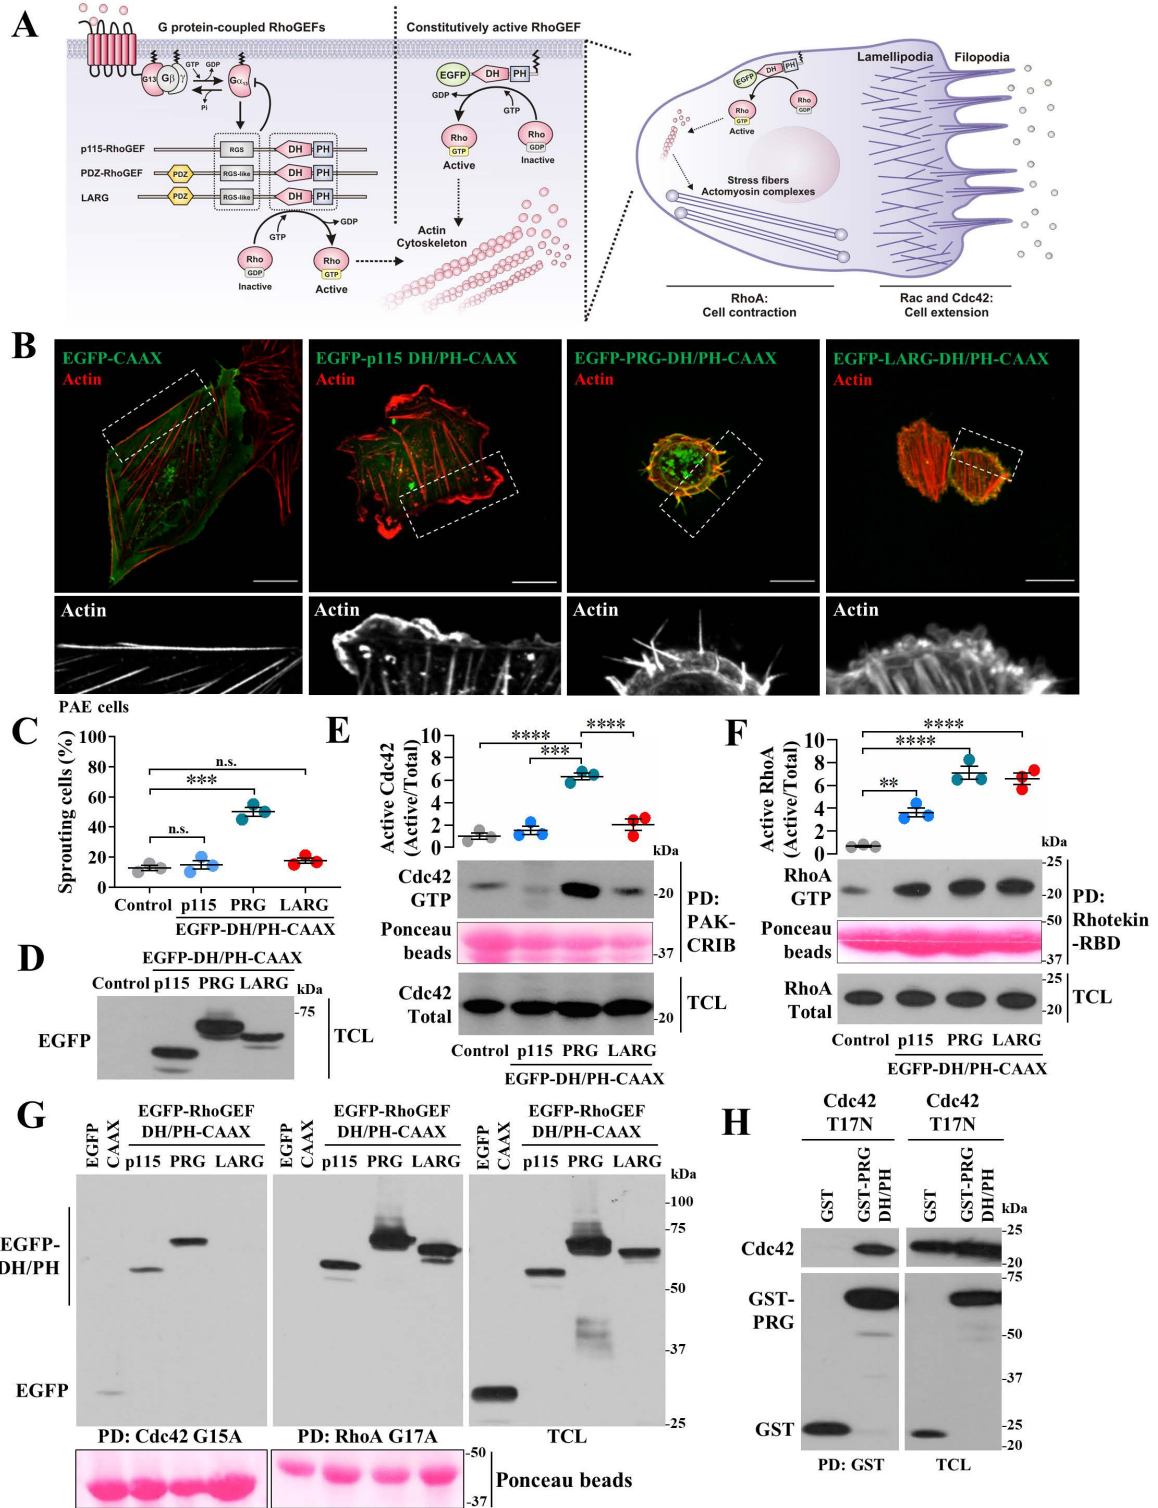 A
G protein-coupled RhoGEFs
Constitutively active RhoGEF
G13
Gβ
γ
GTP
GDP
Pi
Gα13
p115-RhoGEF
RGS
DH
PH
PDZ-RhoGEF
PDZ
RGS-like
DH
PH
LARG
PDZ
RGS-like
DH
PH
GTP
GDP
Rho
GDP
Inactive
Rho
GTP
Active
EGFP
DH
PH
GDP
GTP
Rho
GTP
Active
Rho
GDP
Inactive
Actin
Cytoskeleton
EGFP
DH
PH
Rho
GTP
Active
Rho
GDP
Stress fibers
Actomyosin complexes
Lamellipodia
Filopodia
RhoA:
Cell contraction
Rac and Cdc42:
Cell extension
B
EGFP-CAAX
Actin
EGFP-p115 DH/PH-CAAX
Actin
EGFP-PRG-DH/PH-CAAX
Actin
EGFP-LARG-DH/PH-CAAX
Actin
Actin
Actin
Actin
Actin
PAE cells
C
Sprouting cells (%)
100
80
60
40
20
0
n.s.
***
n.s.
Control p115 PRG LARG
EGFP-DH/PH-CAAX
D
EGFP-DH/PH-CAAX
Control p115 PRG LARG
kDa
-75
EGFP
TCL
E
Active Cdc42
(Active/Total)
10
8
6
4
2
0
****
***
****
kDa
Cdc42
GTP
-20
PD:
PAK-
CRIB
Ponceau
beads
-37
Cdc42
Total
-20
TCL
Control p115 PRG LARG
EGFP-DH/PH-CAAX
F
Active RhoA
(Active/Total)
10
8
6
4
2
0
****
****
**
kDa
RhoA
GTP
-25
-20
PD:
Rhotekin
-RBD
Ponceau
beads
-50
-37
RhoA
Total
-25
-20
TCL
Control p115 PRG LARG
EGFP-DH/PH-CAAX
G
EGFP
CAAX
EGFP-RhoGEF
DH/PH-CAAX
p115 PRG LARG
EGFP
CAAX
EGFP-RhoGEF
DH/PH-CAAX
p115 PRG LARG
EGFP
CAAX
EGFP-RhoGEF
DH/PH-CAAX
p115 PRG LARG
kDa
-100
-75
-50
-37
-25
EGFP-
DH/PH
EGFP
PD: Cdc42 G15A
PD: RhoA G17A
TCL
-50
-37
Ponceau beads
H
Cdc42
T17N
Cdc42
T17N
GST
GST-PRG
DH/PH
GST
GST-PRG
DH/PH
kDa
Cdc42
-25
-20
GST-
PRG
-75
-50
-37
GST
-25
-20
PD: GST
TCL